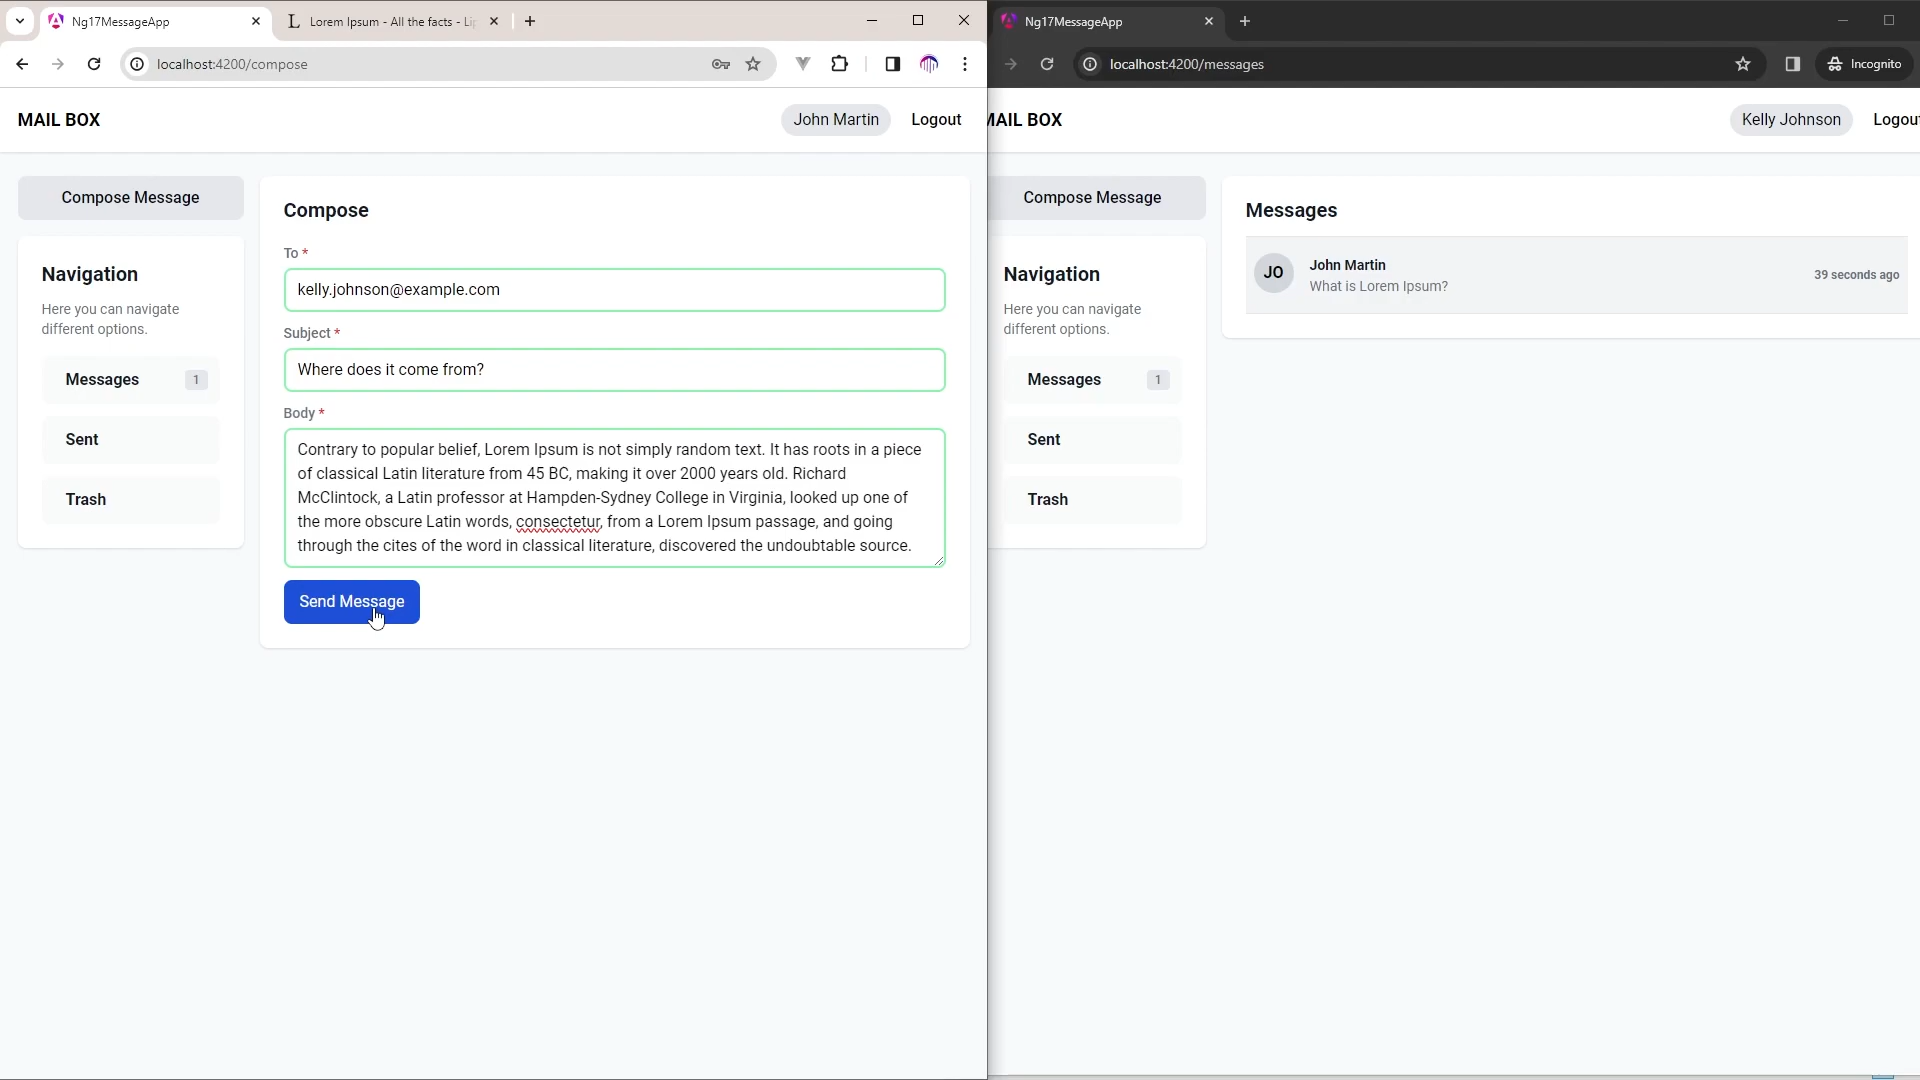 Ng17MessageApp
Lorem Ipsum - All the facts - Li
localhost:4200/compose
MAIL BOX
John Martin
Logout
Compose Message
Navigation
Here you can navigate
different options.
Messages
1
Sent
Trash
Compose
To *
kelly.johnson@example.com
Subject *
Where does it come from?
Body *
Contrary to popular belief, Lorem Ipsum is not simply random text. It has roots in a piece
of classical Latin literature from 45 BC, making it over 2000 years old. Richard
McClintock, a Latin professor at Hampden-Sydney College in Virginia, looked up one of
the more obscure Latin words, consectetur, from a Lorem Ipsum passage, and going
through the cites of the word in classical literature, discovered the undoubtable source.
Send Message
Ng17MessageApp
localhost:4200/messages
Incognito
MAIL BOX
Kelly Johnson
Logout
Compose Message
Navigation
Here you can navigate
different options.
Messages
1
Sent
Trash
Messages
JO
John Martin
What is Lorem Ipsum?
39 seconds ago